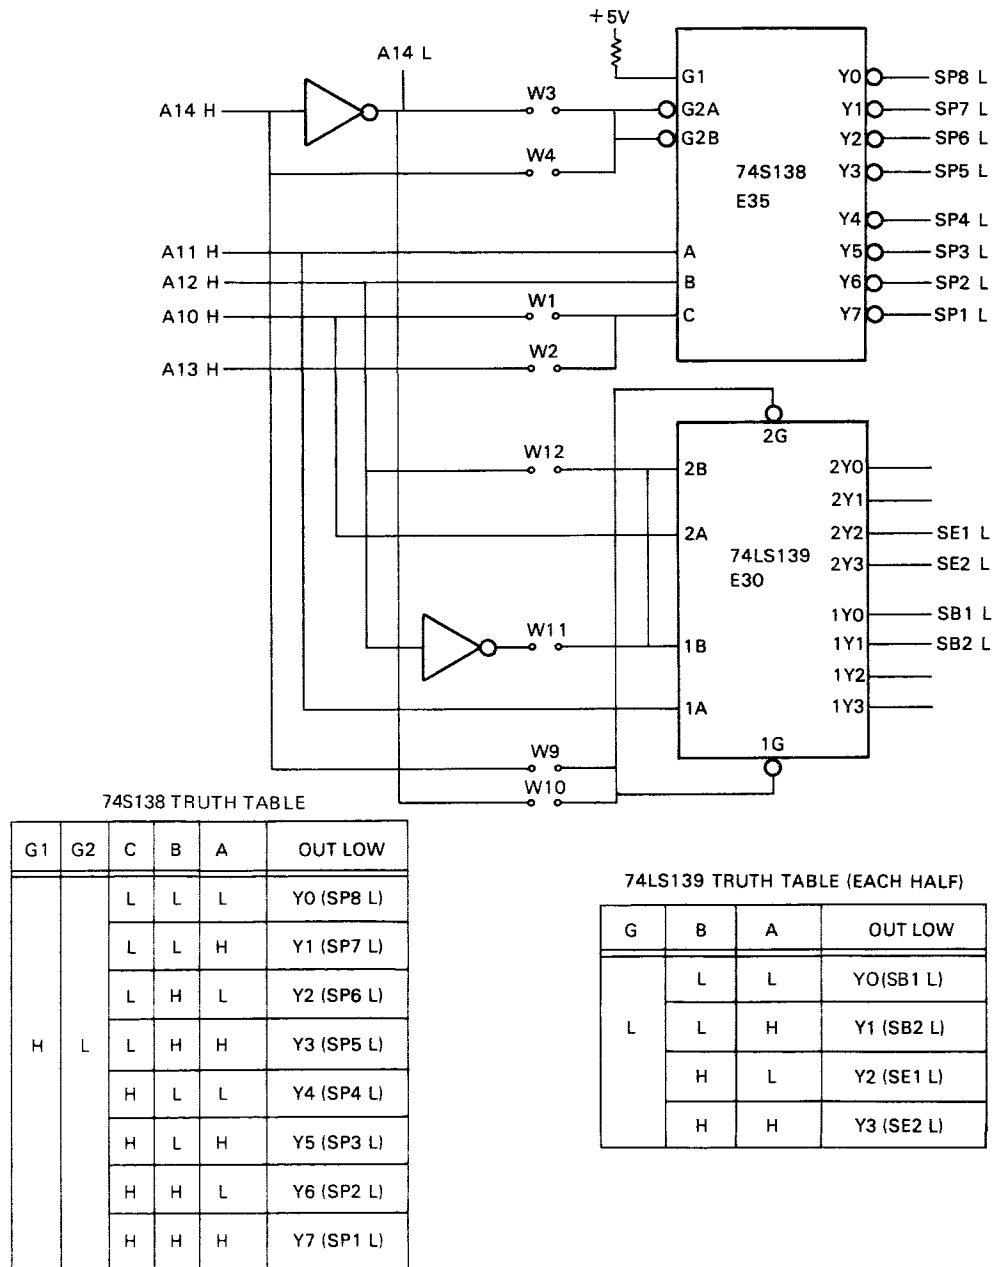 +5V
A14 L
A14 H
W3
W4
G1
G2A
G2B
74S138
E35
Y0
Y1
Y2
Y3
Y4
Y5
Y6
Y7
SP8 L
SP7 L
SP6 L
SP5 L
SP4 L
SP3 L
SP2 L
SP1 L
A11 H
A12 H
A10 H
A13 H
W1
W2
A
B
C
2G
W12
2B
2A
74LS139
E30
2Y0
2Y1
2Y2
2Y3
1Y0
1Y1
1Y2
1Y3
SE1 L
SE2 L
SB1 L
SB2 L
W11
1B
1A
1G
W9
W10
74S138 TRUTH TABLE
G1 G2 C B A OUT LOW
L L L Y0 (SP8 L)
L L H Y1 (SP7 L)
L H L Y2 (SP6 L)
H L L H H Y3 (SP5 L)
H L L Y4 (SP4 L)
H L H Y5 (SP3 L)
H H L Y6 (SP2 L)
H H H Y7 (SP1 L)
74LS139 TRUTH TABLE (EACH HALF)
G B A OUT LOW
L L Y0(SB1 L)
L L H Y1 (SB2 L)
H L Y2 (SE1 L)
H H Y3 (SE2 L)